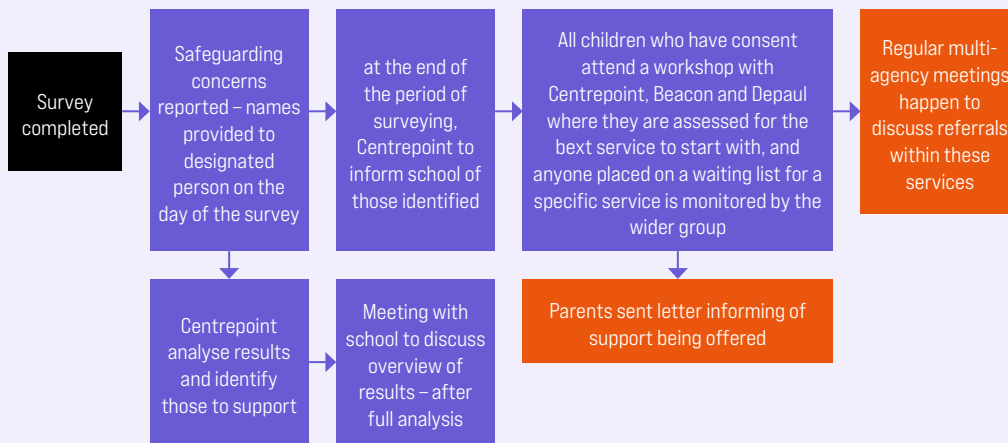 Survey
completed
Safeguarding
concerns
reported – names
provided to
designated
person on the
day of the survey
at the end of
the period of
surveying,
Centrepoint to
inform school of
those identified
All children who have consent
attend a workshop with
Centrepoint, Beacon and Depaul
where they are assessed for the
bext service to start with, and
anyone placed on a waiting list for a
specific service is monitored by the
wider group
Regular multi-
agency meetings
happen to
discuss referrals
within these
services
Centrepoint
analyse results
and identify
those to support
Meeting with
school to discuss
overview of
results – after
full analysis
Parents sent letter informing of
support being offered